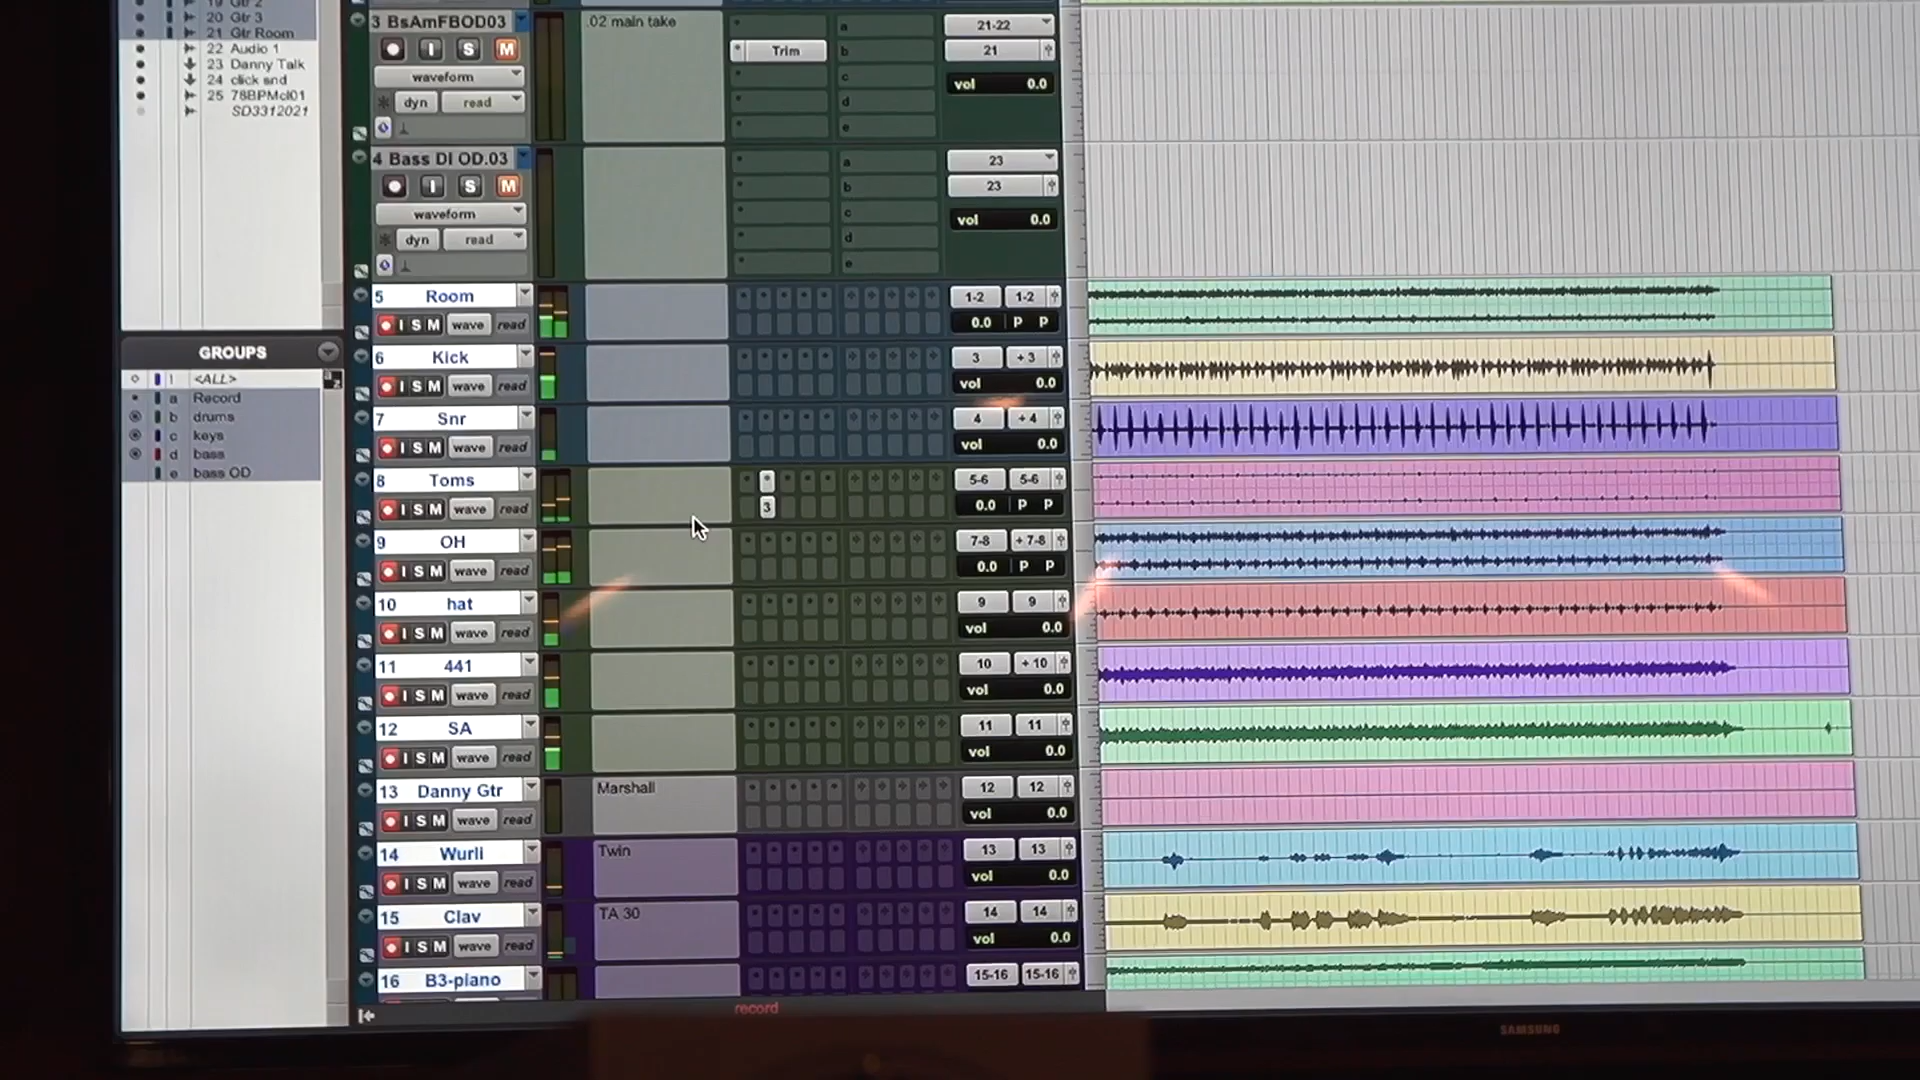 19 Gtr 2
20 Gtr 3
21 Gtr Room
22 Audio 1
23 Danny Talk
24 click snd
25 78BPMcl01
SD3312021
GROUPS
! <ALL>
a Record
b drums
c keys
d bass
e bass OD
3 BsAmFBOD03 .02 main take a 21-22
I S M Trim b 21
waveform c vol 0.0
dyn read d
e
4 Bass DI OD.03 a 23
I S M b 23
waveform c vol 0.0
dyn read d
e
5 Room 1-2 1-2
I S M wave read 0.0 P P
6 Kick 3 + 3
I S M wave read vol 0.0
7 Snr 4 + 4
I S M wave read vol 0.0
8 Toms 5-6 5-6
I S M wave read 3 0.0 P P
9 OH 7-8 + 7-8
I S M wave read 0.0 P P
10 hat 9 9
I S M wave read vol 0.0
11 441 10 + 10
I S M wave read vol 0.0
12 SA 11 11
I S M wave read vol 0.0
13 Danny Gtr Marshall 12 12
I S M wave read vol 0.0
14 Wurli Twin 13 13
I S M wave read vol 0.0
15 Clav TA 30 14 14
I S M wave read vol 0.0
16 B3-piano 15-16 15-16
record
SAMSUNG